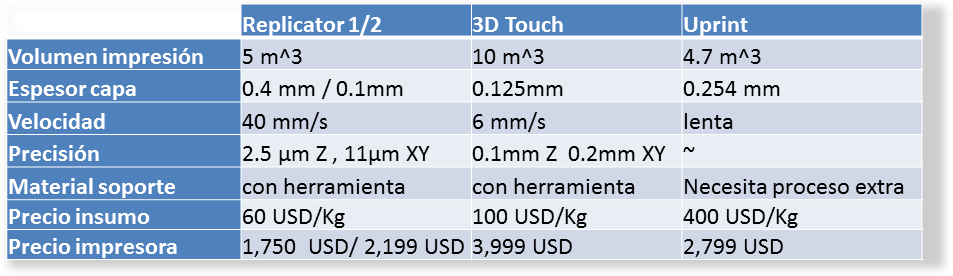 Replicator 1/2 3D Touch Uprint
Volumen impresión 5 m^3 10 m^3 4.7 m^3
Espesor capa 0.4 mm / 0.1mm 0.125mm 0.254 mm
Velocidad 40 mm/s 6 mm/s lenta
Precisión 2.5 µm Z , 11µm XY 0.1mm Z 0.2mm XY ~
Material soporte con herramienta con herramienta Necesita proceso extra
Precio insumo 60 USD/Kg 100 USD/Kg 400 USD/Kg
Precio impresora 1,750 USD/ 2,199 USD 3,999 USD 2,799 USD